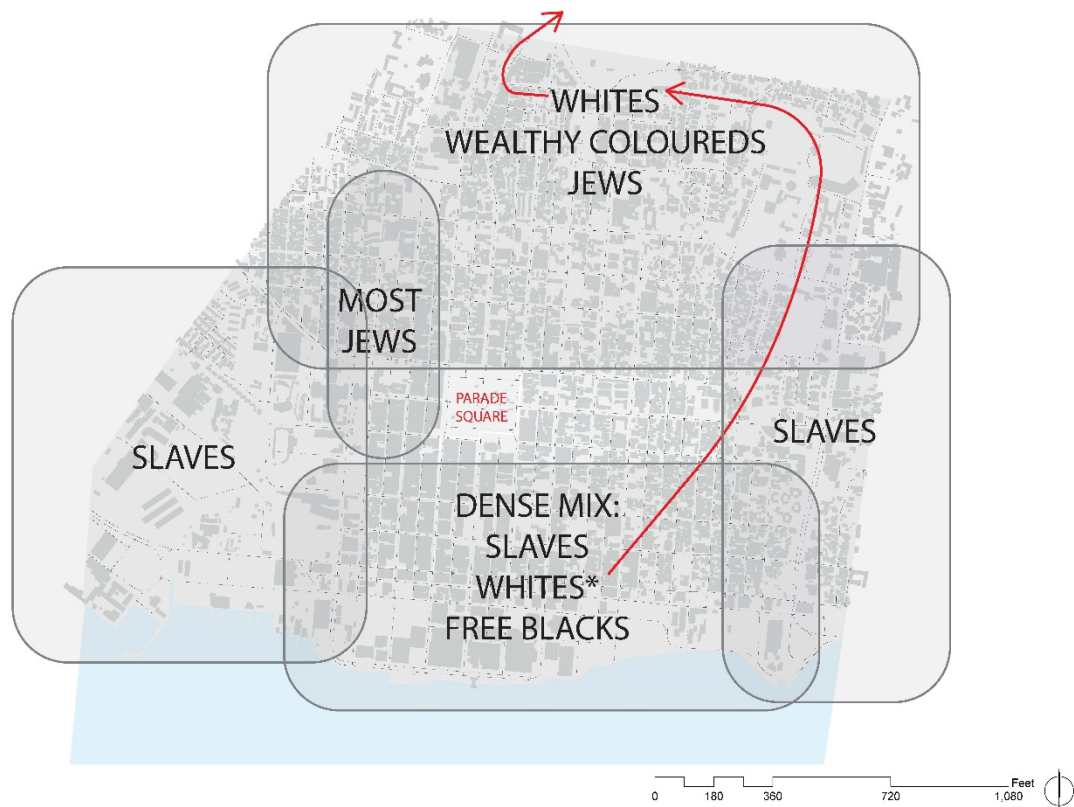 WHITES
WEALTHY COLOUREDS
JEWS
MOST
JEWS
PARADE
SQUARE
SLAVES
SLAVES
DENSE MIX:
SLAVES
WHITES*
FREE BLACKS
Feet
0 180 360 720 1,080